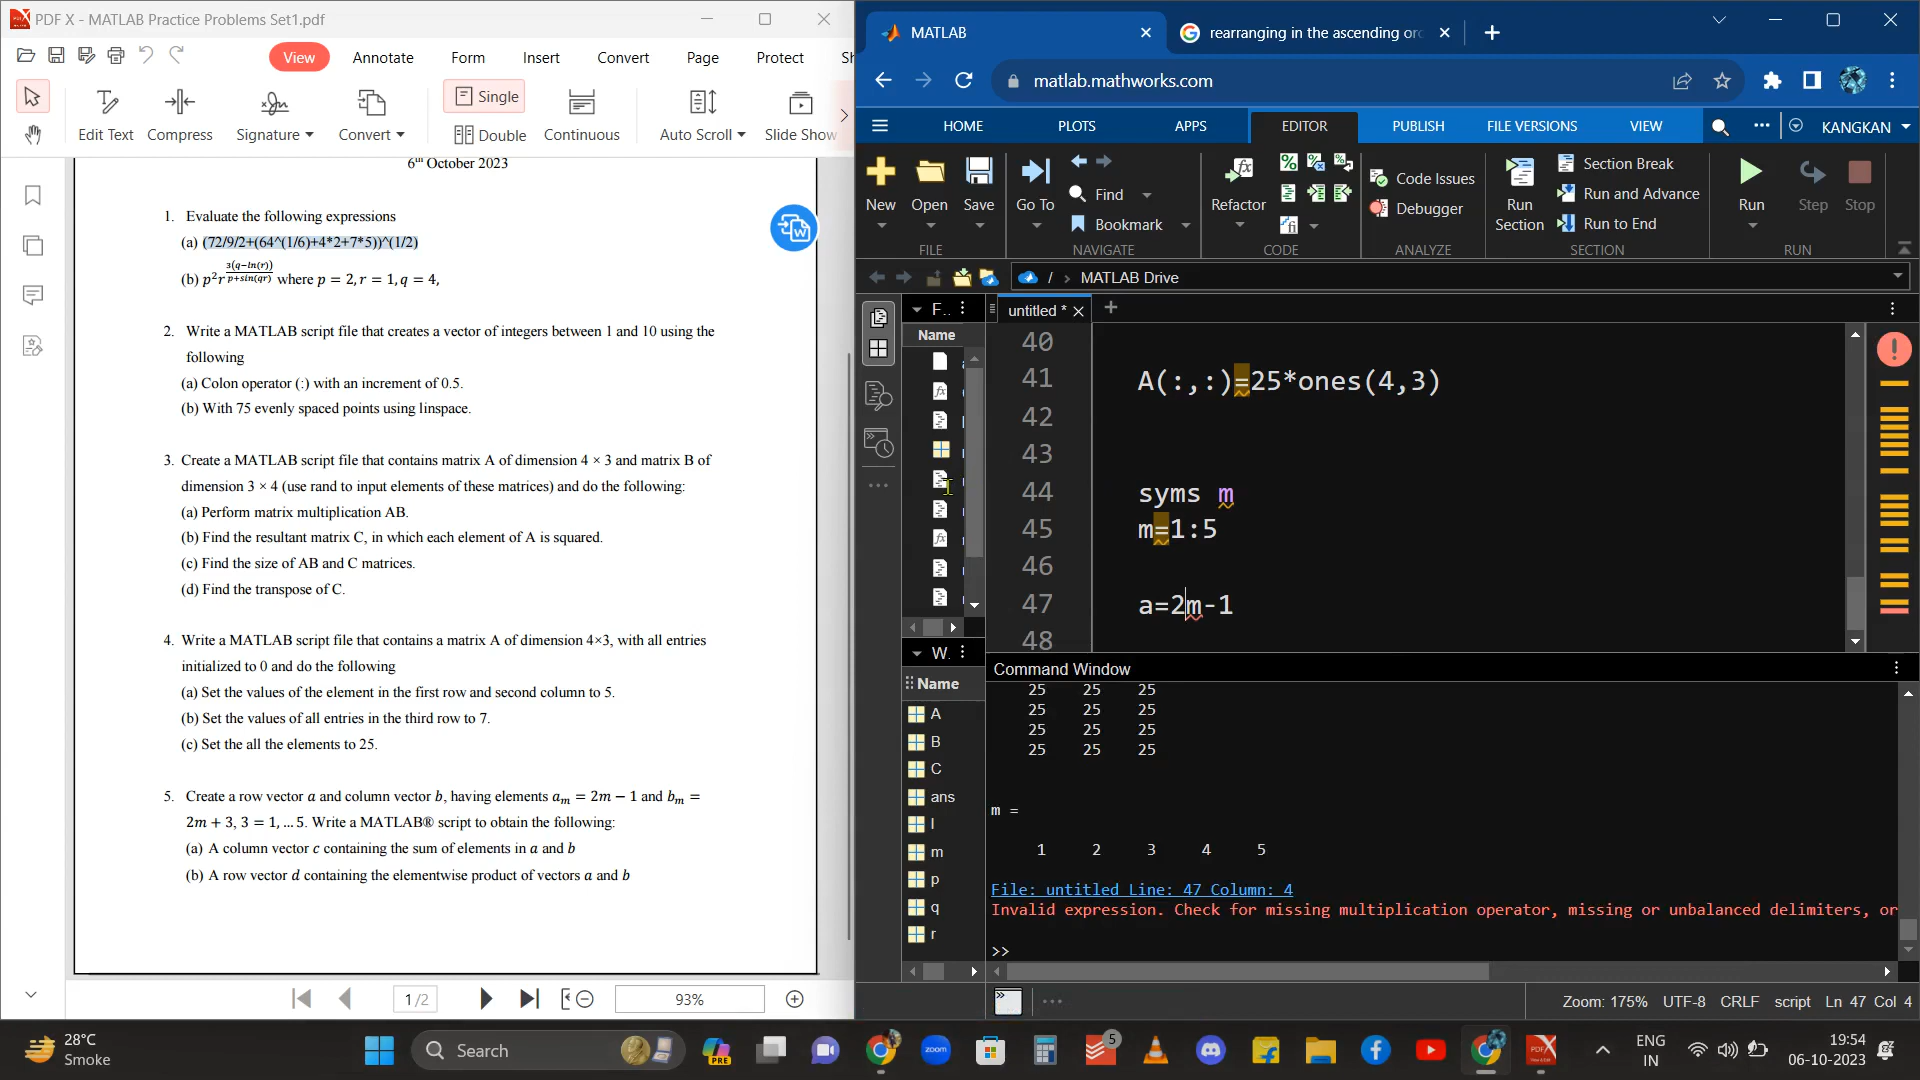 PDF X - MATLAB Practice Problems Set1.pdf
View Annotate Form Insert Convert Page Protect
Edit Text Compress Signature Convert Single Double Continuous Auto Scroll Slide Show
6th October 2023
1. Evaluate the following expressions
(a) (72/9/2+(64^(1/6)+4*2+7*5))^(1/2)
(b) p²r^(3(q−ln(r))/(p+sin(qr))) where p = 2, r = 1, q = 4,
2. Write a MATLAB script file that creates a vector of integers between 1 and 10 using the
following
(a) Colon operator (:) with an increment of 0.5.
(b) With 75 evenly spaced points using linspace.
3. Create a MATLAB script file that contains matrix A of dimension 4 × 3 and matrix B of
dimension 3 × 4 (use rand to input elements of these matrices) and do the following:
(a) Perform matrix multiplication AB.
(b) Find the resultant matrix C, in which each element of A is squared.
(c) Find the size of AB and C matrices.
(d) Find the transpose of C.
4. Write a MATLAB script file that contains a matrix A of dimension 4×3, with all entries
initialized to 0 and do the following
(a) Set the values of the element in the first row and second column to 5.
(b) Set the values of all entries in the third row to 7.
(c) Set the all the elements to 25.
5. Create a row vector a and column vector b, having elements aₘ = 2m − 1 and bₘ =
2m + 3, 3 = 1, … 5. Write a MATLAB® script to obtain the following:
(a) A column vector c containing the sum of elements in a and b
(b) A row vector d containing the elementwise product of vectors a and b
1 / 2
93%
MATLAB
rearranging in the ascending
matlab.mathworks.com
HOME PLOTS APPS EDITOR PUBLISH FILE VERSIONS VIEW KANGKAN
New Open Save Go To Find Bookmark Refactor Code Issues Debugger Run Section Section Break Run and Advance Run to End Run Step Stop
FILE NAVIGATE CODE ANALYZE SECTION RUN
/ › MATLAB Drive
F..
Name
untitled *
40
41 A(:,:)=25*ones(4,3)
42
43
44 syms m
45 m=1:5
46
47 a=2m-1
48
W.
Name
A
B
C
ans
l
m
p
q
r
Command Window
25 25 25
25 25 25
25 25 25
25 25 25
m =
1 2 3 4 5
File: untitled Line: 47 Column: 4
Invalid expression. Check for missing multiplication operator, missing or unbalanced delimiters, or
>>
Zoom: 175% UTF-8 CRLF script Ln 47 Col 4
28°C
Smoke
Search
PRE
zoom
5
ENG
IN
19:54
06-10-2023